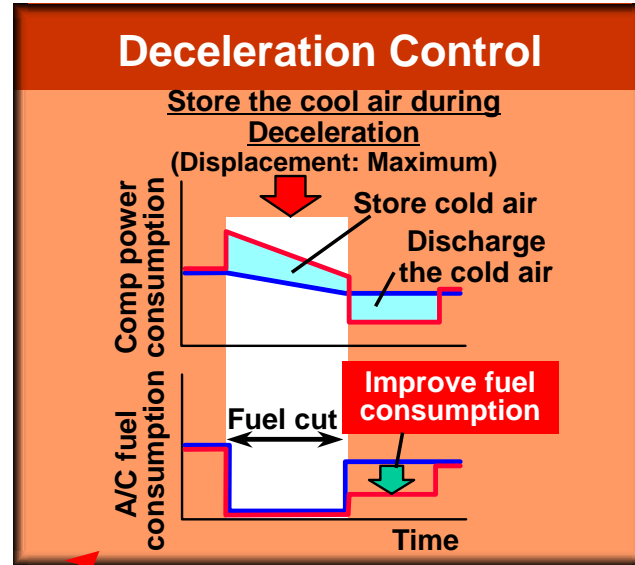 Deceleration Control
Store the cool air during
Deceleration
(Displacement: Maximum)
Store cold air
Discharge
the cold air
Comp power
consumption
Improve fuel
consumption
Fuel cut
A/C fuel
consumption
Time